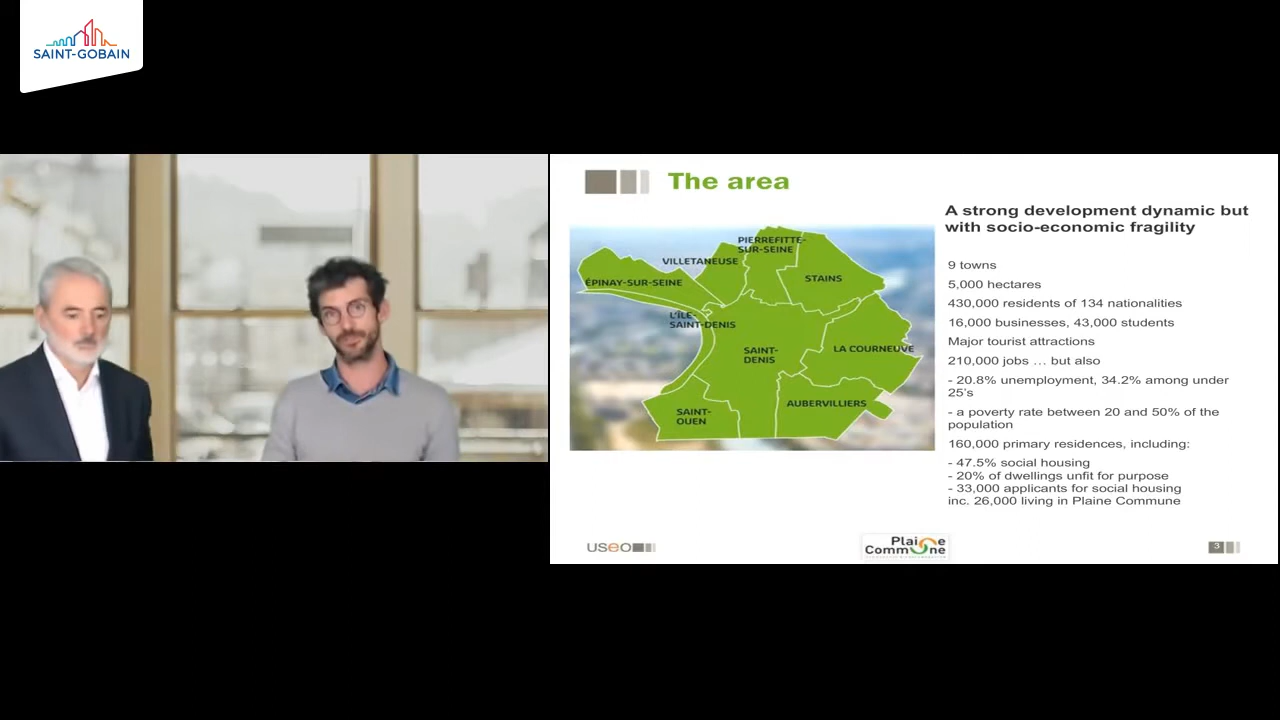 SAINT-GOBAIN
The area
A strong development dynamic but
with socio-economic fragility
PIERREFITTE-
SUR-SEINE
VILLETANEUSE
STAINS
ÉPINAY-SUR-SEINE
L'ÎLE-
SAINT-DENIS
SAINT-
DENIS
LA COURNEUVE
AUBERVILLIERS
SAINT-
OUEN
9 towns
5,000 hectares
430,000 residents of 134 nationalities
16,000 businesses, 43,000 students
Major tourist attractions
210,000 jobs … but also
- 20.8% unemployment, 34.2% among under
25's
- a poverty rate between 20 and 50% of the
population
160,000 primary residences, including:
- 47.5% social housing
- 20% of dwellings unfit for purpose
- 33,000 applicants for social housing
inc. 26,000 living in Plaine Commune
useo
Plaine
Commune
3